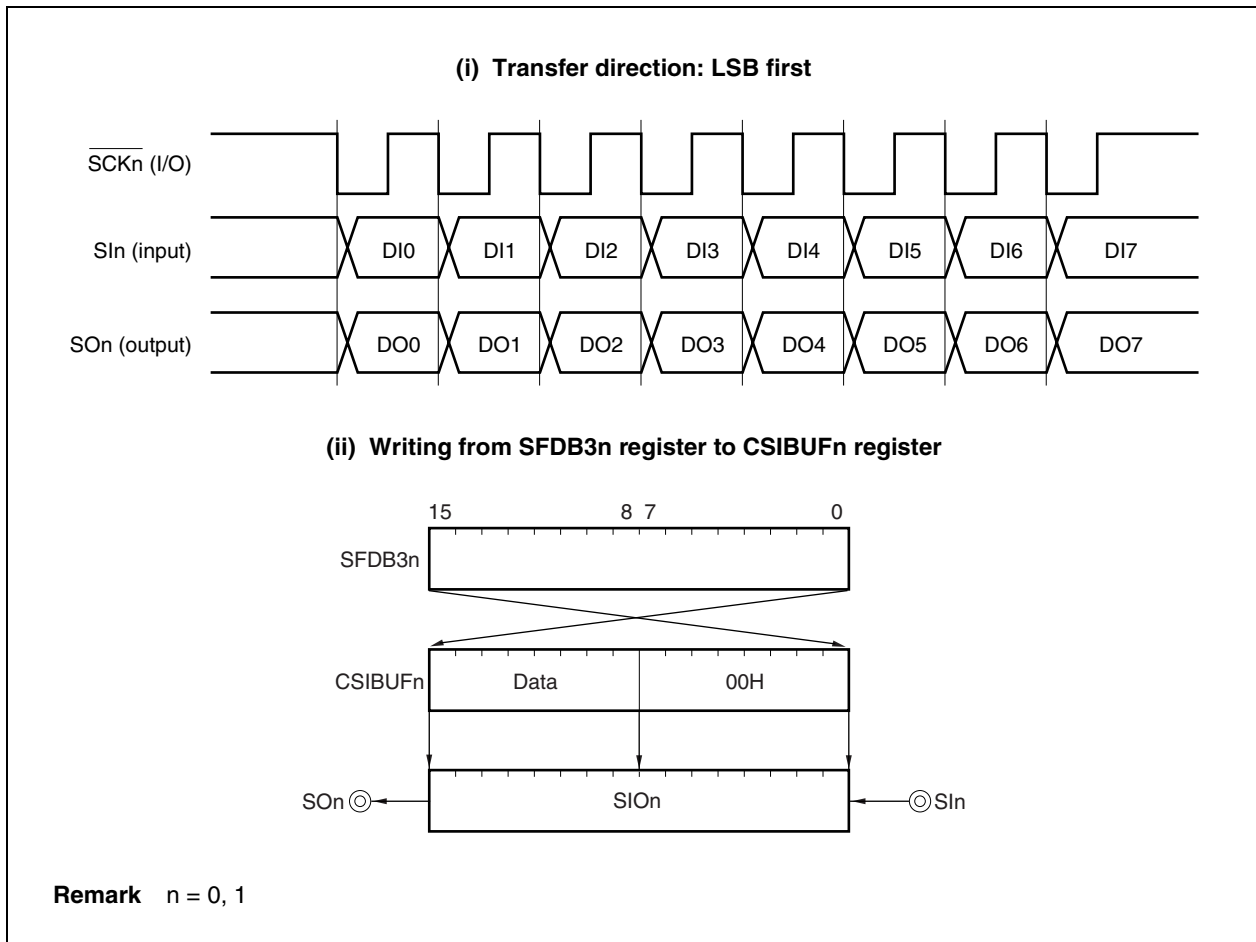 (i) Transfer direction: LSB first
SCKn (I/O)
SIn (input) DI0 DI1 DI2 DI3 DI4 DI5 DI6 DI7
SOn (output) DO0 DO1 DO2 DO3 DO4 DO5 DO6 DO7
(ii) Writing from SFDB3n register to CSIBUFn register
15 8 7 0
SFDB3n
CSIBUFn Data 00H
SOn SIOn SIn
Remark n = 0, 1